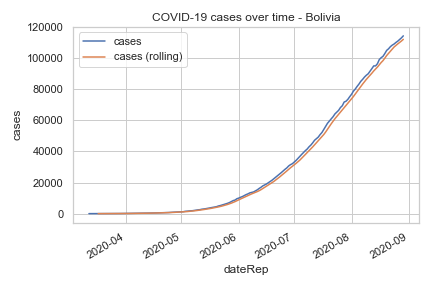 COVID-19 cases over time - Bolivia
cases
cases (rolling)
120000
100000
80000
60000
40000
20000
0
cases
2020-04
2020-05
2020-06
2020-07
2020-08
2020-09
dateRep